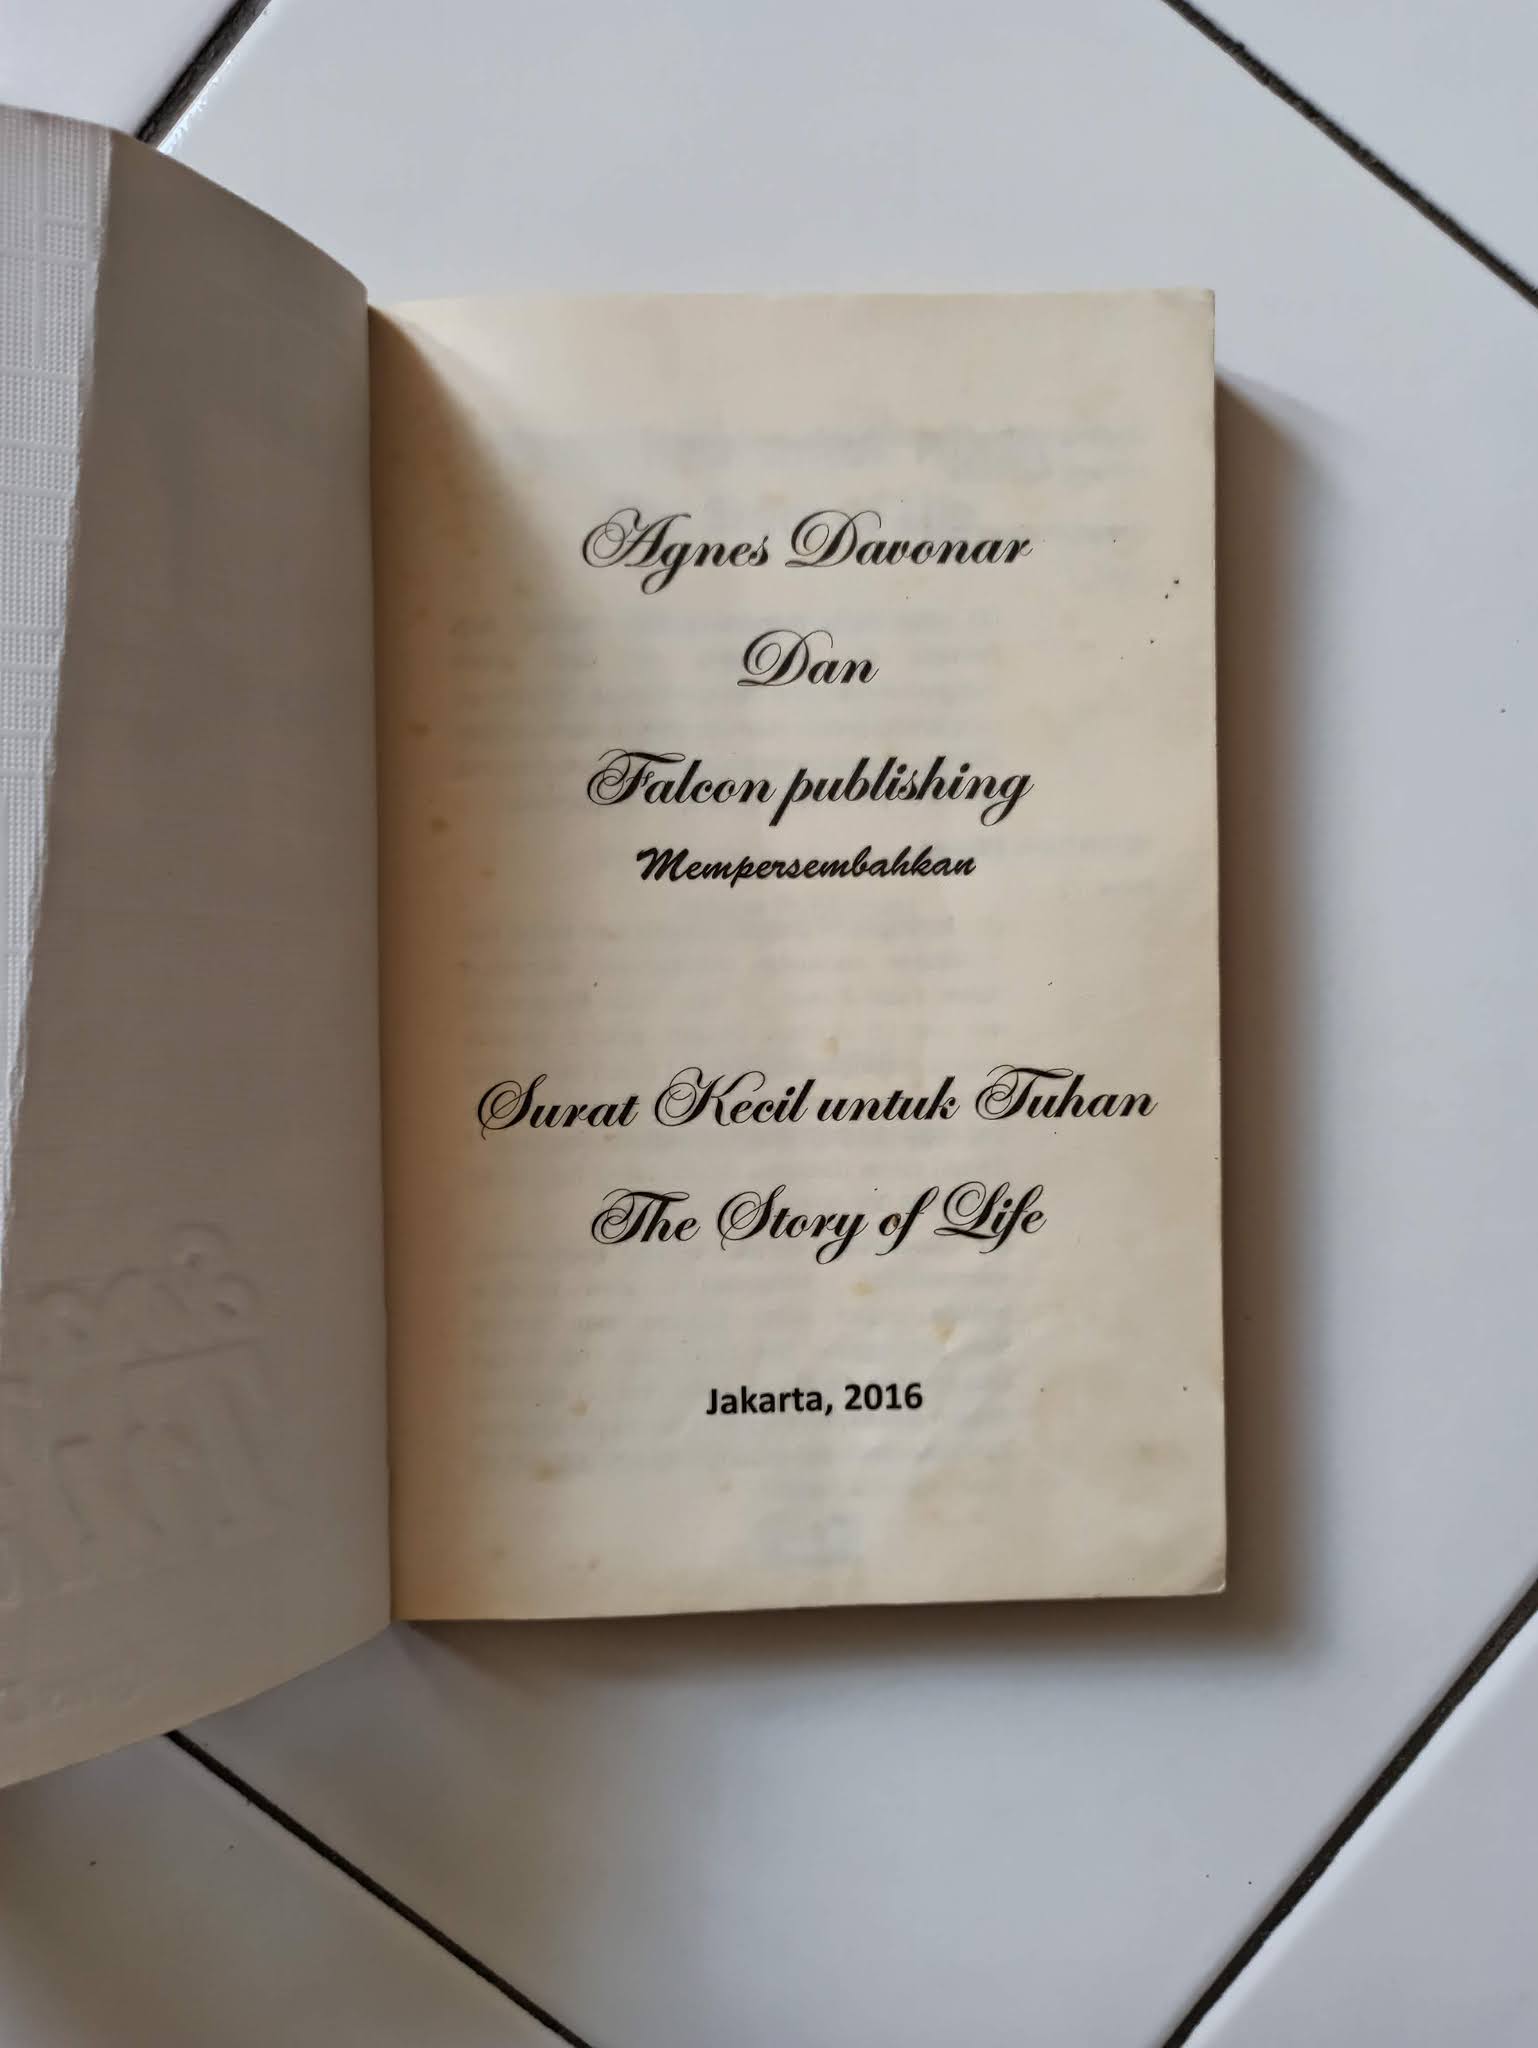 Agnes Davonar
Dan
Falcon publishing
Mempersembahkan
Surat Kecil untuk Tuhan
The Story of Life
Jakarta, 2016